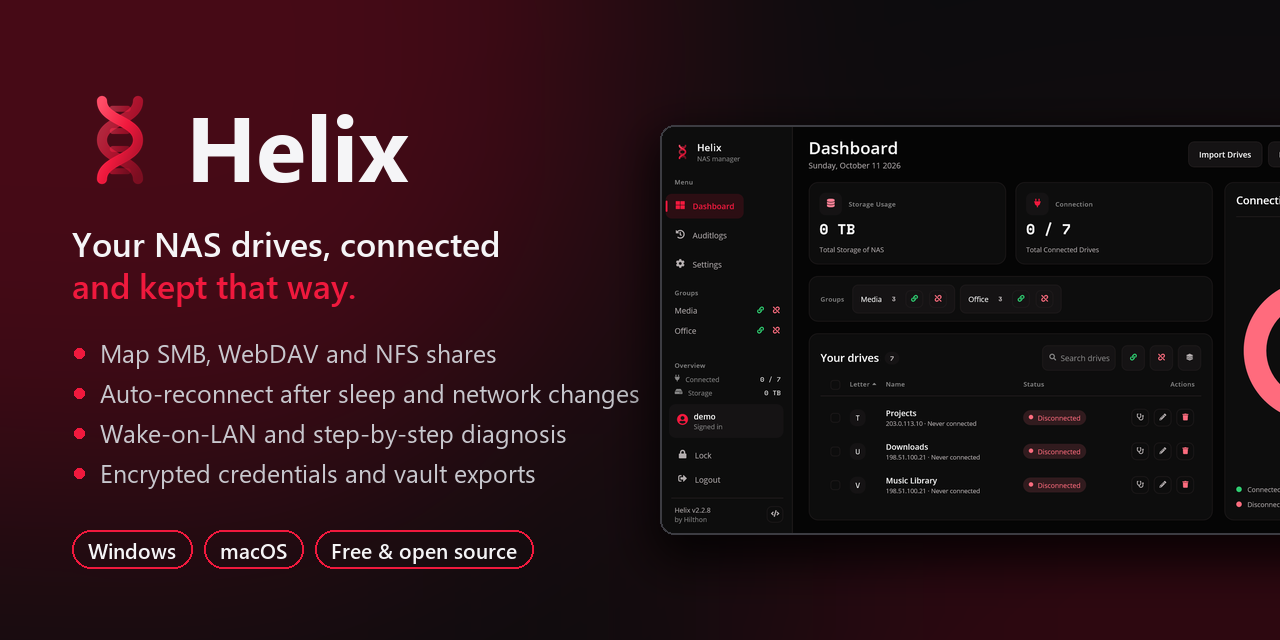 Helix
Your NAS drives, connected
and kept that way.
Map SMB, WebDAV and NFS shares
Auto-reconnect after sleep and network changes
Wake-on-LAN and step-by-step diagnosis
Encrypted credentials and vault exports
Windows macOS Free & open source
Helix
NAS manager
Menu
Dashboard
Auditlogs
Settings
Groups
Media
Office
Overview
Connected 0 / 7
Storage 0 TB
demo
Signed in
Lock
Logout
Helix v2.2.8
by Hilthon
Dashboard
Sunday, October 11 2026
Import Drives
Storage Usage
0 TB
Total Storage of NAS
Connection
0 / 7
Total Connected Drives
Groups Media 3 Office 3
Your drives 7 Search drives
Letter Name Status Actions
T Projects Disconnected
203.0.113.10 · Never connected
U Downloads Disconnected
198.51.100.21 · Never connected
V Music Library Disconnected
198.51.100.21 · Never connected